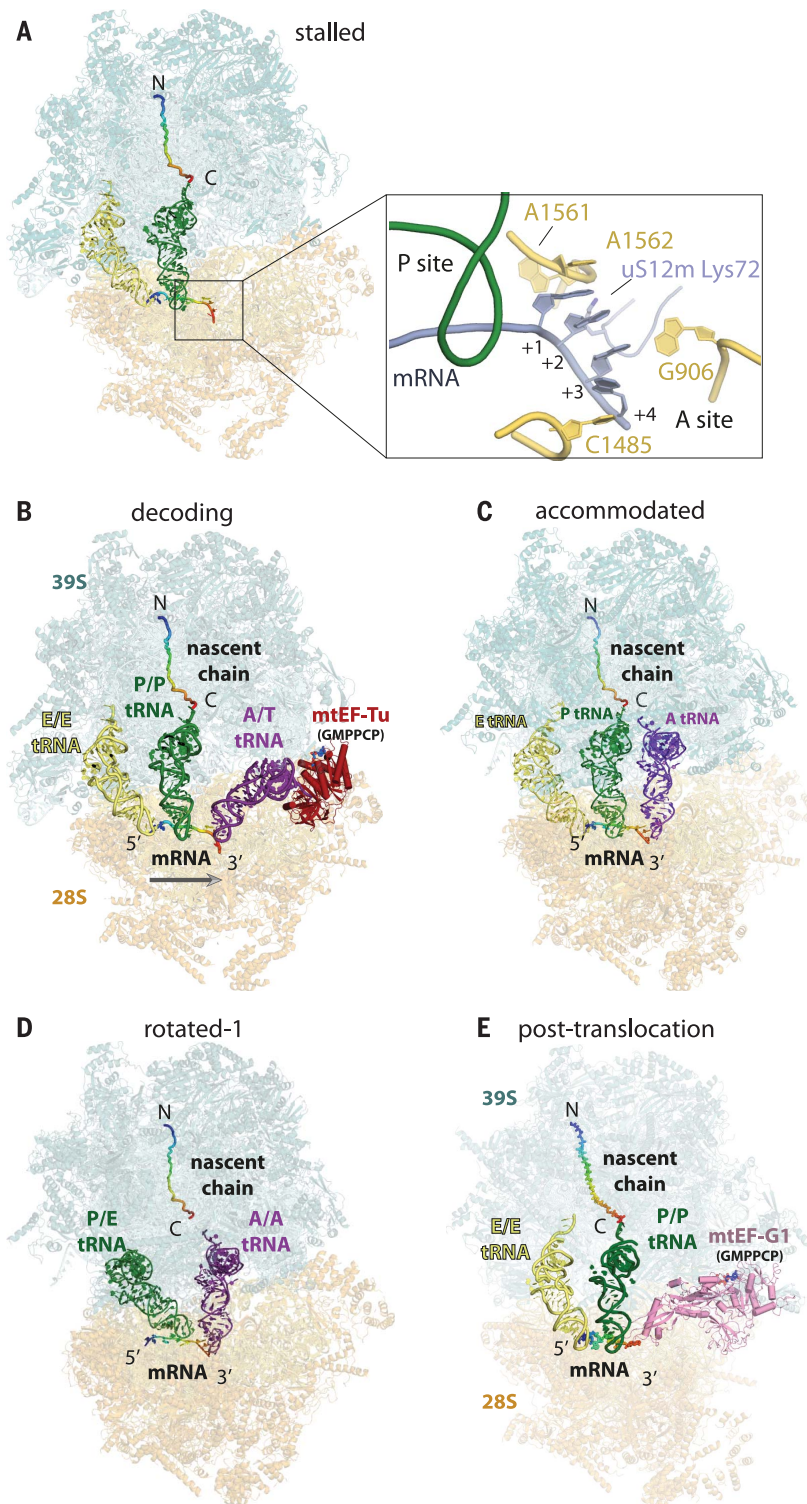 A
stalled
N
C
A1561
A1562
P site
uS12m Lys72
+1
+2
mRNA
G906
+3
+4
A site
C1485
B
decoding
39S
N
nascent
chain
P/P
tRNA
C
E/E
tRNA
A/T
tRNA
mtEF-Tu
(GMPPCP)
5′
mRNA
3′
28S
C
accommodated
N
C
E tRNA
P tRNA
A tRNA
5′
mRNA
3′
D
rotated-1
N
nascent
chain
C
P/E
tRNA
A/A
tRNA
5′
mRNA
3′
E
post-translocation
39S
N
nascent
chain
C
E/E
tRNA
P/P
tRNA
mtEF-G1
(GMPPCP)
5′
mRNA
3′
28S